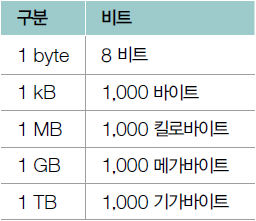 구분 비트
1 byte 8 비트
1 kB 1,000 바이트
1 MB 1,000 킬로바이트
1 GB 1,000 메가바이트
1 TB 1,000 기가바이트